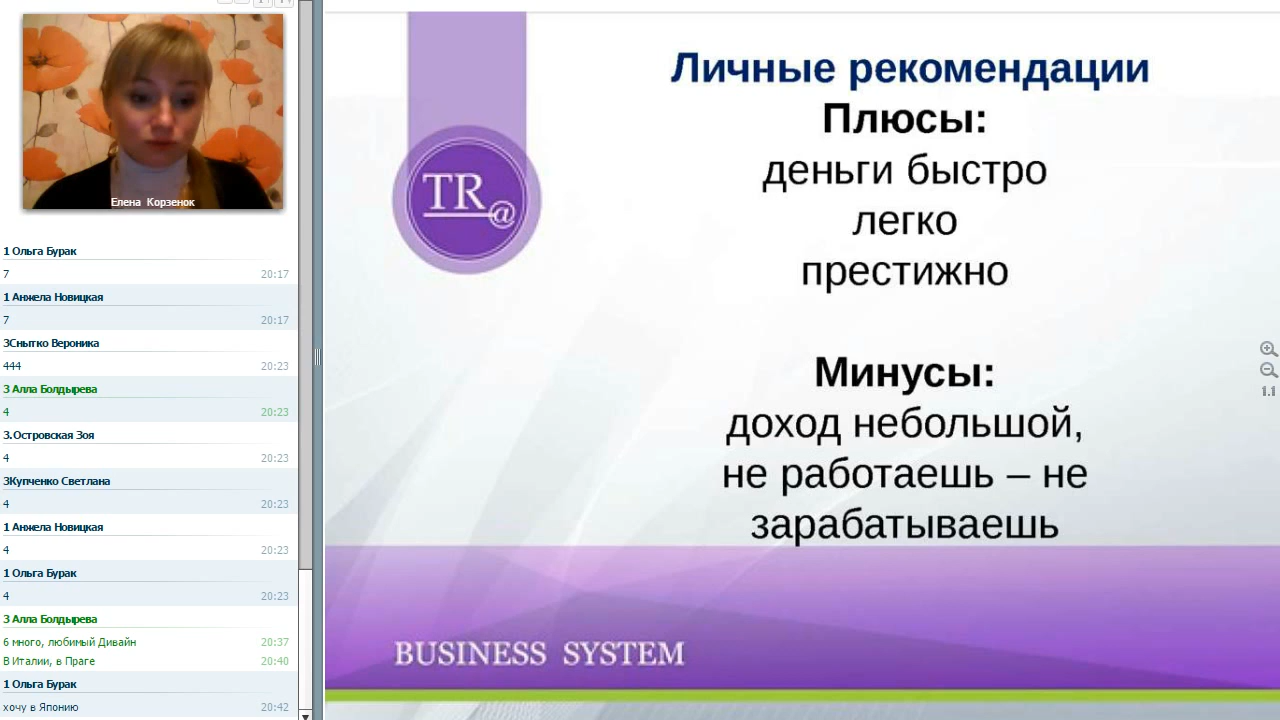 Елена Корзенок
1 Ольга Бурак
7 20:17
1 Анжела Новицкая
7 20:17
3Снытко Вероника
444 20:23
3 Алла Болдырева
4 20:23
3.Островская Зоя
4 20:23
3Купченко Светлана
4 20:23
1 Анжела Новицкая
4 20:23
1 Ольга Бурак
4 20:23
3 Алла Болдырева
6 много, любимый Дивайн 20:37
В Италии, в Праге 20:40
1 Ольга Бурак
хочу в Японию 20:42
TR@
Личные рекомендации
Плюсы:
деньги быстро
легко
престижно
Минусы:
доход небольшой,
не работаешь – не
зарабатываешь
BUSINESS SYSTEM
1.1